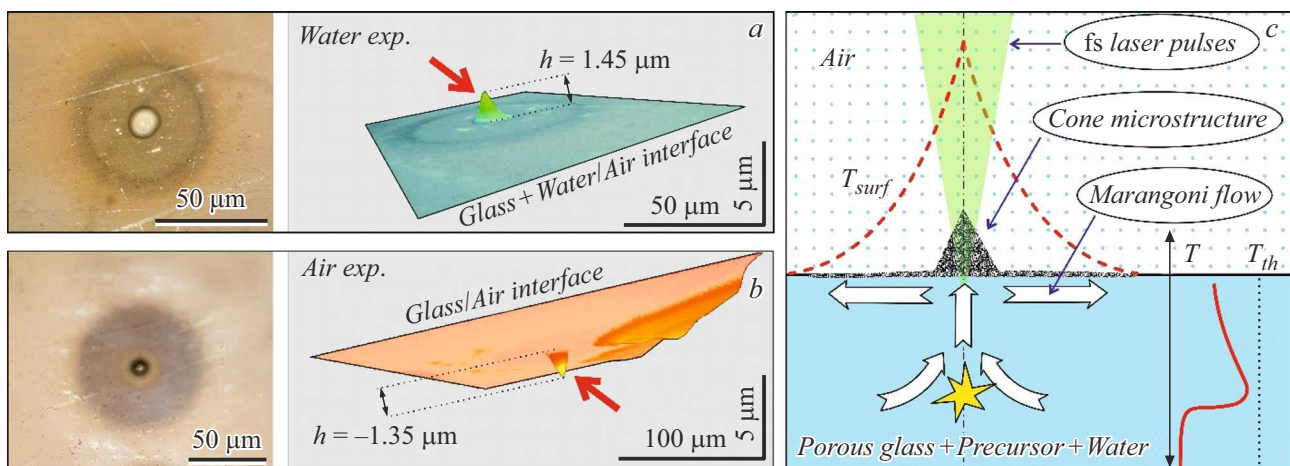 50 μm
Water exp.
a
h = 1.45 μm
Glass+Water/Air interface
50 μm
5 μm
50 μm
Air exp.
b
Glass/Air interface
h = –1.35 μm
100 μm
5 μm
c
fs laser pulses
Air
Cone microstructure
T_surf
Marangoni flow
T
T_th
Porous glass+Precursor+Water